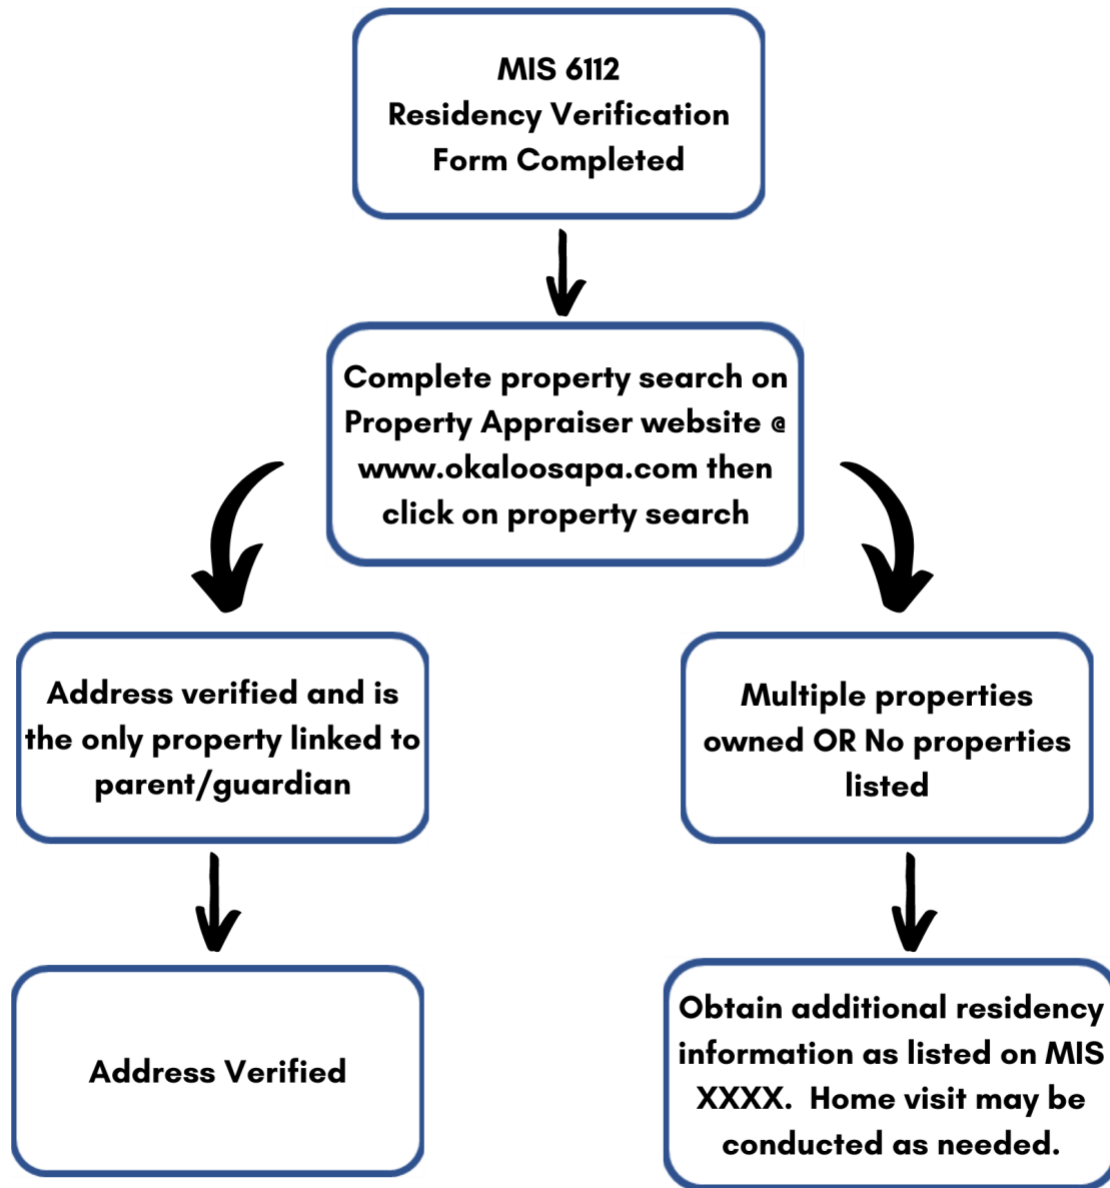 MIS 6112
Residency Verification
Form Completed
Complete property search on
Property Appraiser website @
www.okaloosapa.com then
click on property search
Address verified and is
the only property linked to
parent/guardian
Multiple properties
owned OR No properties
listed
Address Verified
Obtain additional residency
information as listed on MIS
XXXX. Home visit may be
conducted as needed.